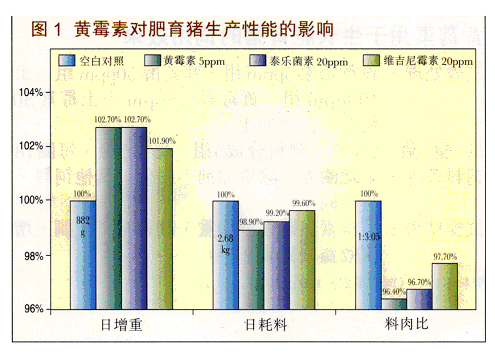 图 1 黄霉素对肥育猪生产性能的影响
空白对照 黄霉素 5ppm 泰乐菌素 20ppm 维吉尼霉素 20ppm
104%
102%
100%
98%
96%
100% 102.70% 102.70% 101.90%
882 g
100% 98.90% 99.20% 99.60%
2.68 kg
100% 96.40% 96.70% 97.70%
1:3.05
日增重 日耗料 料肉比